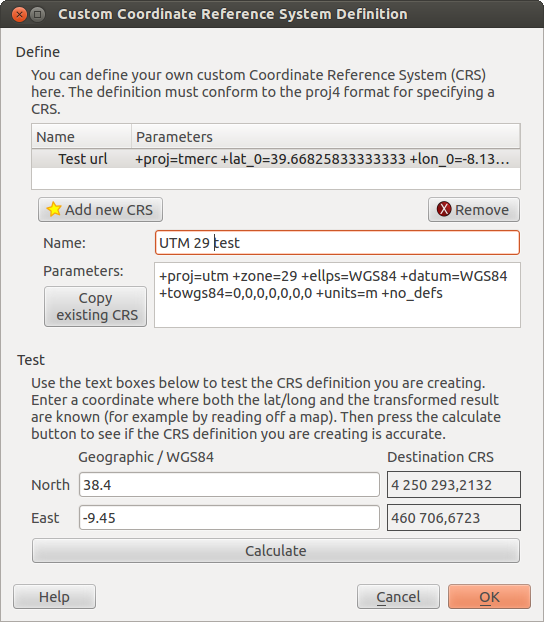 Custom Coordinate Reference System Definition
Define
You can define your own custom Coordinate Reference System (CRS)
here. The definition must conform to the proj4 format for specifying a
CRS.
Name Parameters
Test url +proj=tmerc +lat_0=39.66825833333333 +lon_0=-8.13...
Add new CRS Remove
Name: UTM 29 test
Parameters: +proj=utm +zone=29 +ellps=WGS84 +datum=WGS84
+towgs84=0,0,0,0,0,0,0 +units=m +no_defs
Copy
existing CRS
Test
Use the text boxes below to test the CRS definition you are creating.
Enter a coordinate where both the lat/long and the transformed result
are known (for example by reading off a map). Then press the calculate
button to see if the CRS definition you are creating is accurate.
Geographic / WGS84 Destination CRS
North 38.4 4 250 293,2132
East -9.45 460 706,6723
Calculate
Help Cancel OK